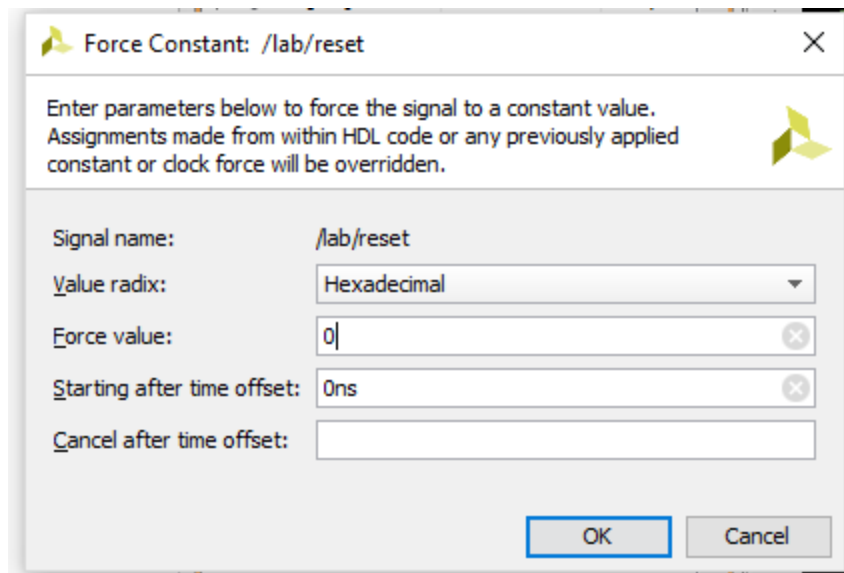 Force Constant: /lab/reset
Enter parameters below to force the signal to a constant value.
Assignments made from within HDL code or any previously applied
constant or clock force will be overridden.
Signal name: /lab/reset
Value radix: Hexadecimal
Force value: 0
Starting after time offset: 0ns
Cancel after time offset:
OK Cancel